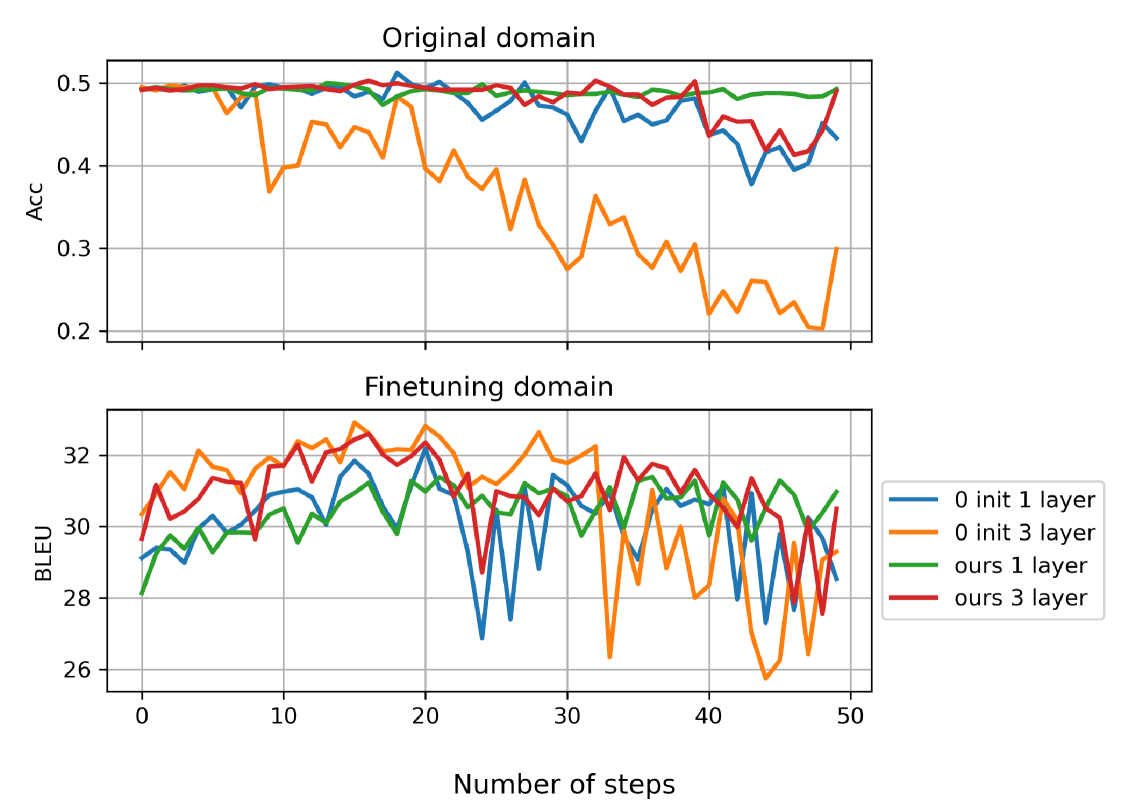 Original domain
0.5
0.4
0.3
0.2
Acc
Finetuning domain
32
30
28
26
BLEU
0 10 20 30 40 50
Number of steps
0 init 1 layer
0 init 3 layer
ours 1 layer
ours 3 layer